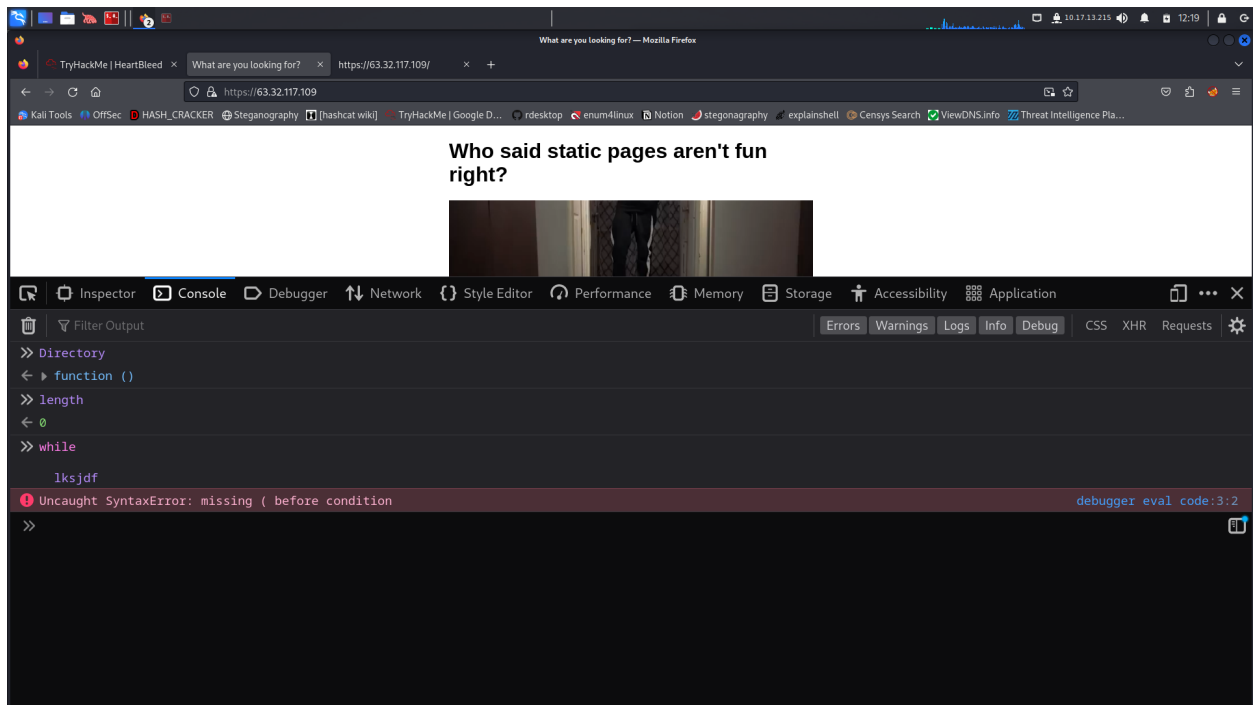 10.17.13.215 12:19
2
What are you looking for? — Mozilla Firefox
TryHackMe | HeartBleed × What are you looking for? × https://63.32.117.109/ × +
https://63.32.117.109
Kali Tools OffSec HASH_CRACKER Steganography [hashcat wiki] TryHackMe | Google D... rdesktop enum4linux Notion stegonagraphy explainshell Censys Search ViewDNS.info Threat Intelligence Pla...
Who said static pages aren't fun
right?
Inspector Console Debugger Network {} Style Editor Performance Memory Storage Accessibility Application
Filter Output Errors Warnings Logs Info Debug CSS XHR Requests
>> Directory
← ▶ function ()
>> length
← 0
>> while
lksjdf
! Uncaught SyntaxError: missing ( before condition debugger eval code:3:2
>>